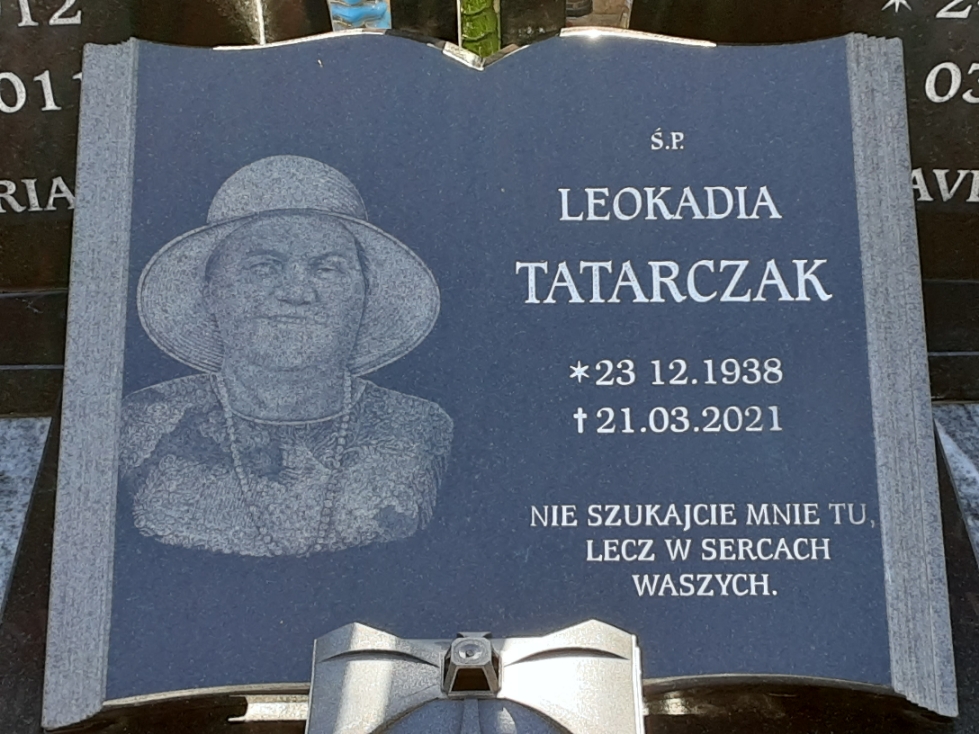 Ś.P.
LEOKADIA
TATARCZAK
*23 12.1938
†21.03.2021
NIE SZUKAJCIE MNIE TU,
LECZ W SERCACH
WASZYCH.